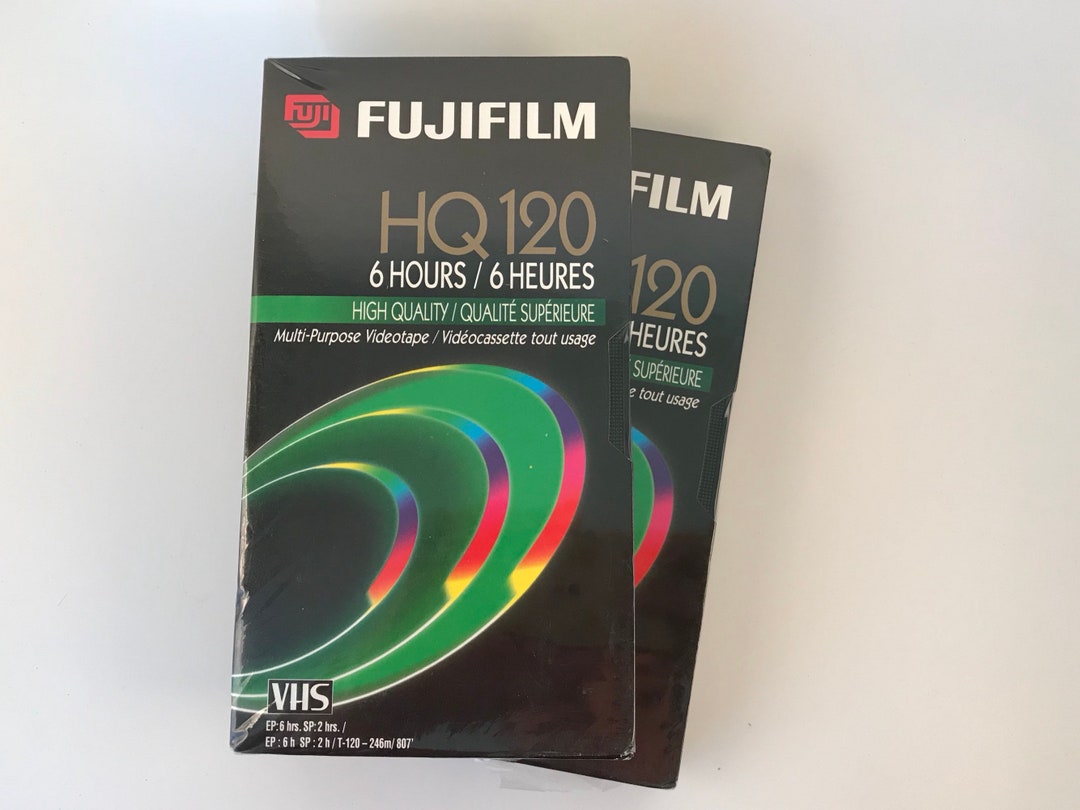 FUJI FUJIFILM
HQ 120
6 HOURS / 6 HEURES
HIGH QUALITY / QUALITÉ SUPÉRIEURE
Multi-Purpose Videotape / Vidéocassette tout usage
VHS
EP: 6 hrs. SP: 2 hrs. /
EP : 6 h SP : 2 h / T-120 – 246m/ 807'
FILM
120
HEURES
SUPÉRIEURE
e tout usage